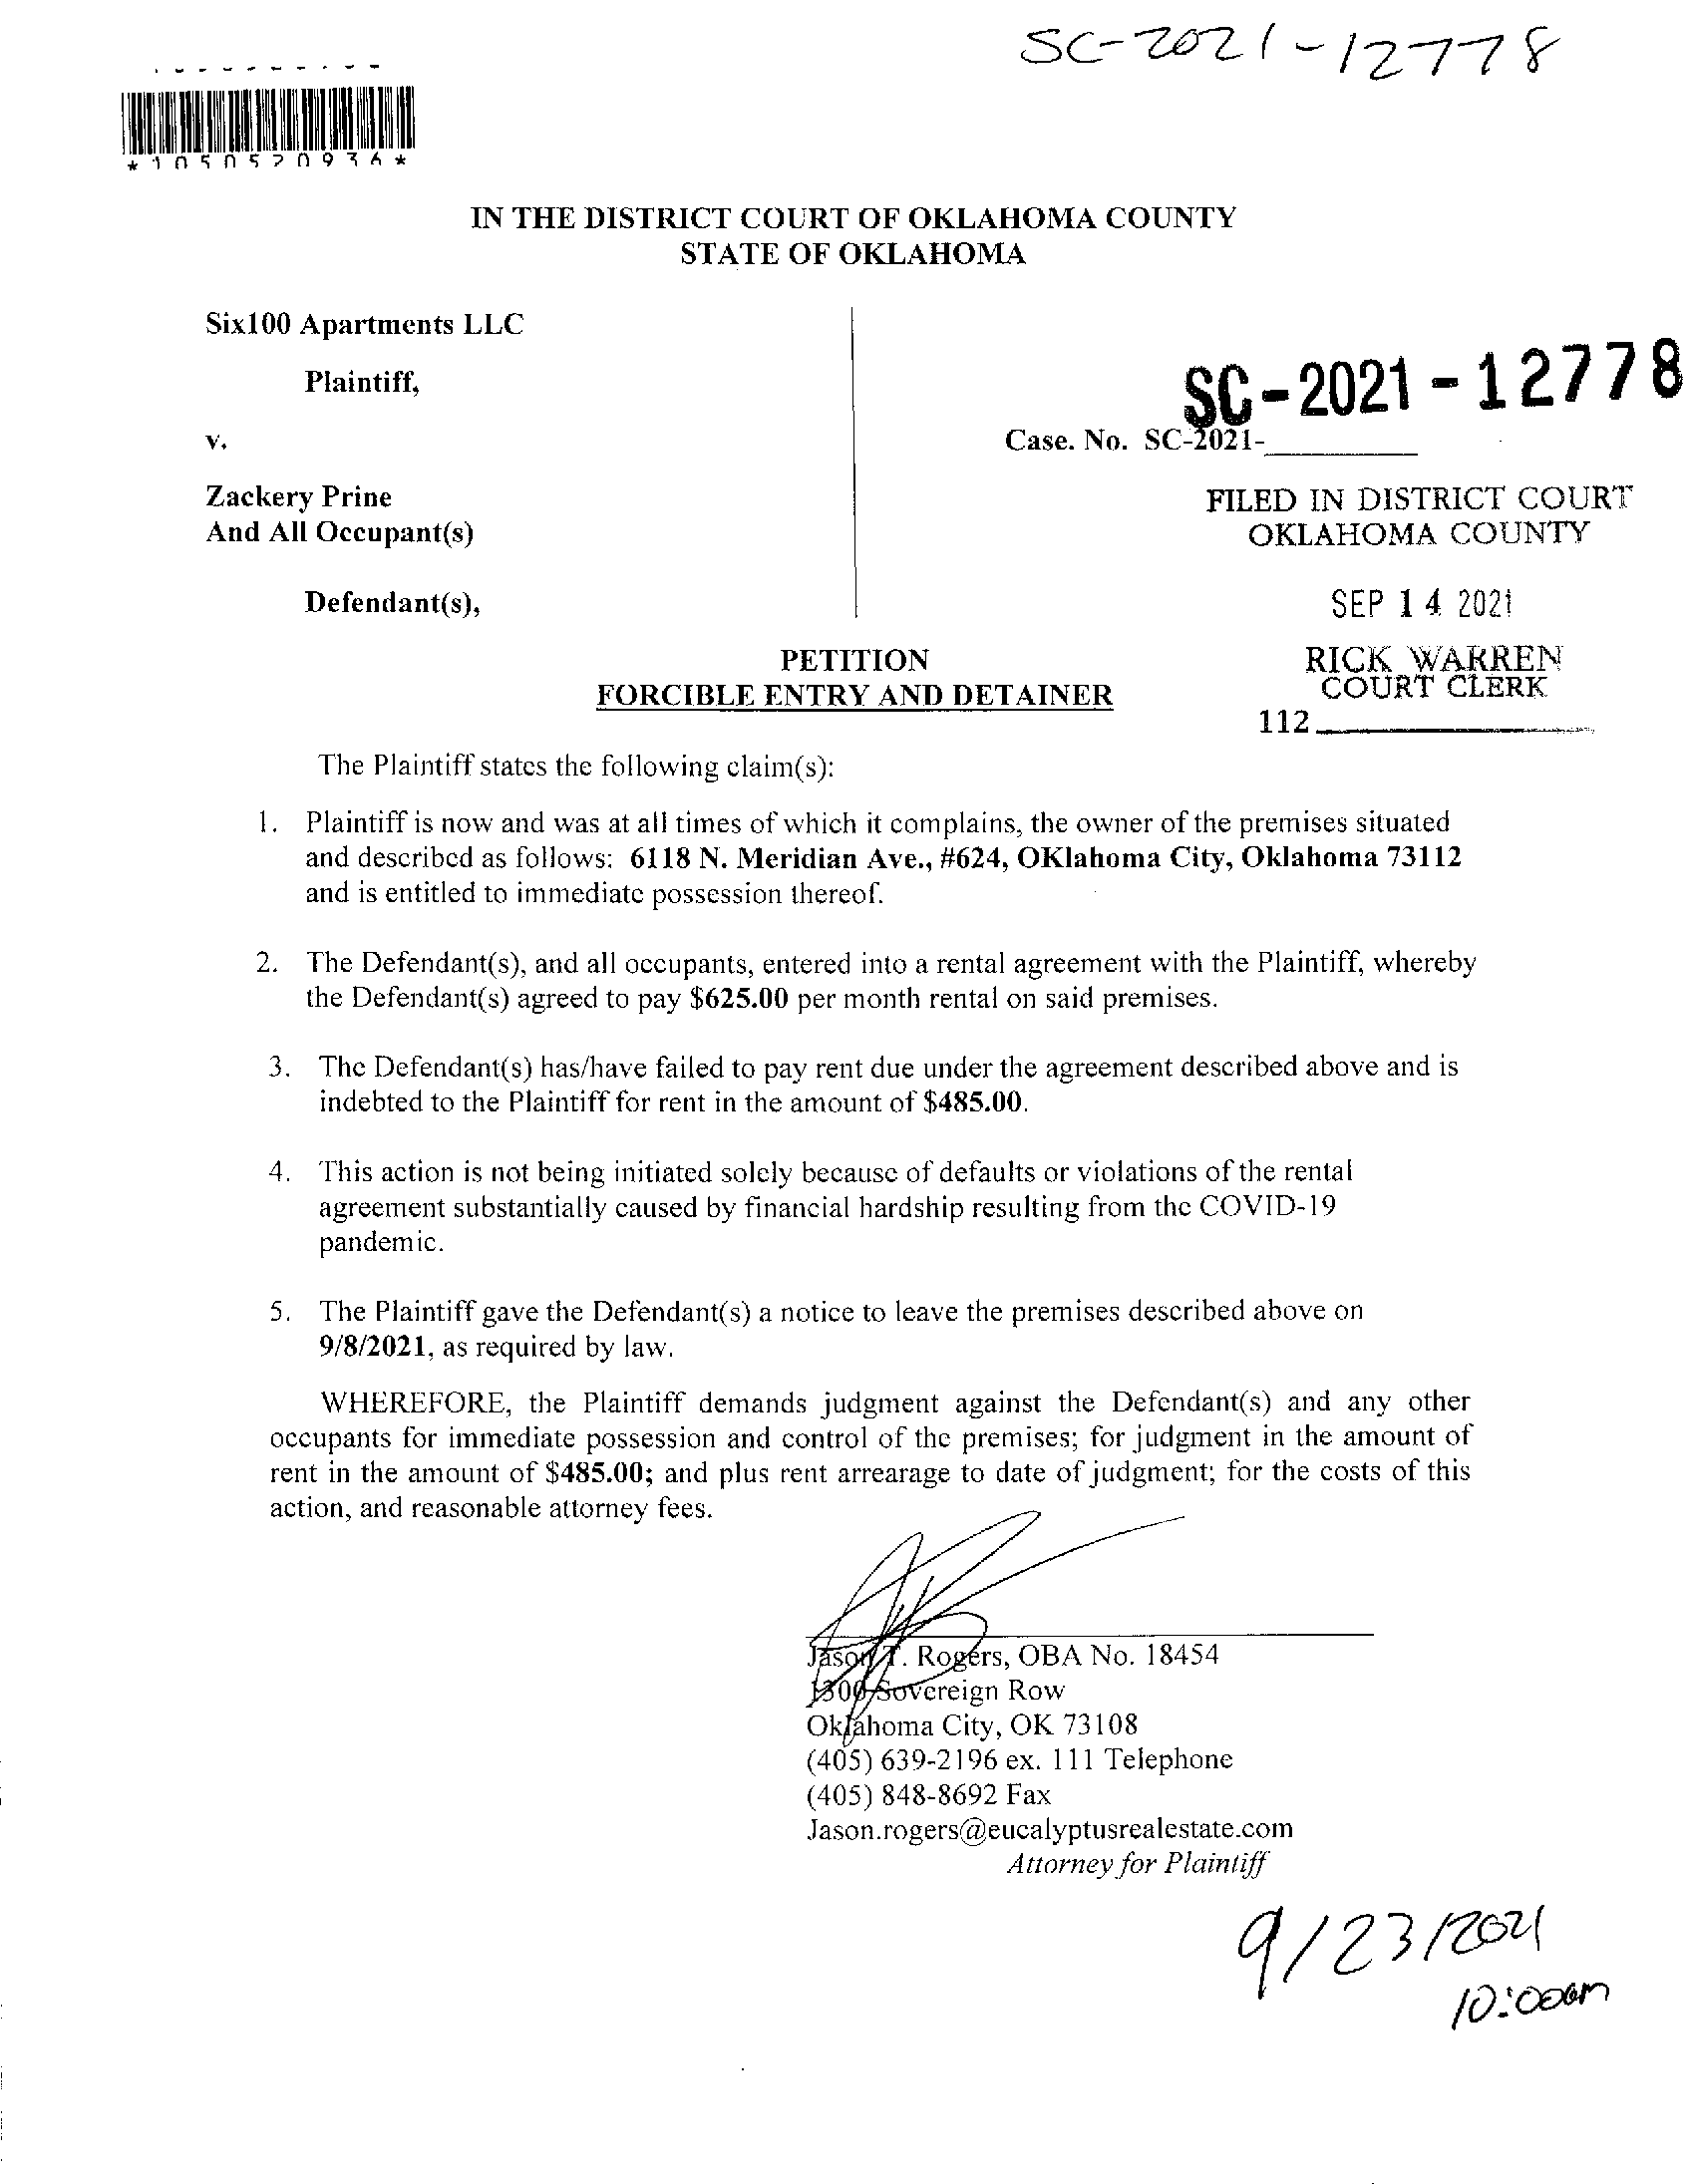 SC-2021-12778
*1050520936*
IN THE DISTRICT COURT OF OKLAHOMA COUNTY
STATE OF OKLAHOMA
Six100 Apartments LLC
Plaintiff,
v.
Zackery Prine
And All Occupant(s)
Defendant(s),
SC-2021-12778
Case. No. SC-2021-
FILED IN DISTRICT COURT
OKLAHOMA COUNTY
SEP 14 2021
RICK WARREN
COURT CLERK
112
PETITION
FORCIBLE ENTRY AND DETAINER
The Plaintiff states the following claim(s):
1. Plaintiff is now and was at all times of which it complains, the owner of the premises situated
and described as follows: 6118 N. Meridian Ave., #624, OKlahoma City, Oklahoma 73112
and is entitled to immediate possession thereof.
2. The Defendant(s), and all occupants, entered into a rental agreement with the Plaintiff, whereby
the Defendant(s) agreed to pay $625.00 per month rental on said premises.
3. The Defendant(s) has/have failed to pay rent due under the agreement described above and is
indebted to the Plaintiff for rent in the amount of $485.00.
4. This action is not being initiated solely because of defaults or violations of the rental
agreement substantially caused by financial hardship resulting from the COVID-19
pandemic.
5. The Plaintiff gave the Defendant(s) a notice to leave the premises described above on
9/8/2021, as required by law.
WHEREFORE, the Plaintiff demands judgment against the Defendant(s) and any other
occupants for immediate possession and control of the premises; for judgment in the amount of
rent in the amount of $485.00; and plus rent arrearage to date of judgment; for the costs of this
action, and reasonable attorney fees.
Jason T. Rogers, OBA No. 18454
1300 Sovereign Row
Oklahoma City, OK 73108
(405) 639-2196 ex. 111 Telephone
(405) 848-8692 Fax
Jason.rogers@eucalyptusrealestate.com
Attorney for Plaintiff
9/23/2021
10:00am